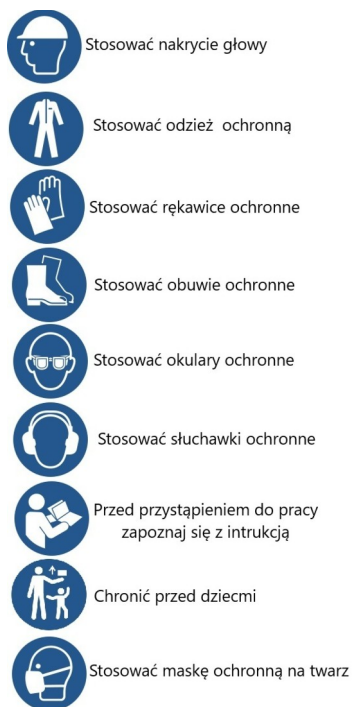 Stosować nakrycie głowy
Stosować odzież ochronną
Stosować rękawice ochronne
Stosować obuwie ochronne
Stosować okulary ochronne
Stosować słuchawki ochronne
Przed przystąpieniem do pracy
zapoznaj się z intrukcją
Chronić przed dziecmi
Stosować maskę ochronną na twarz